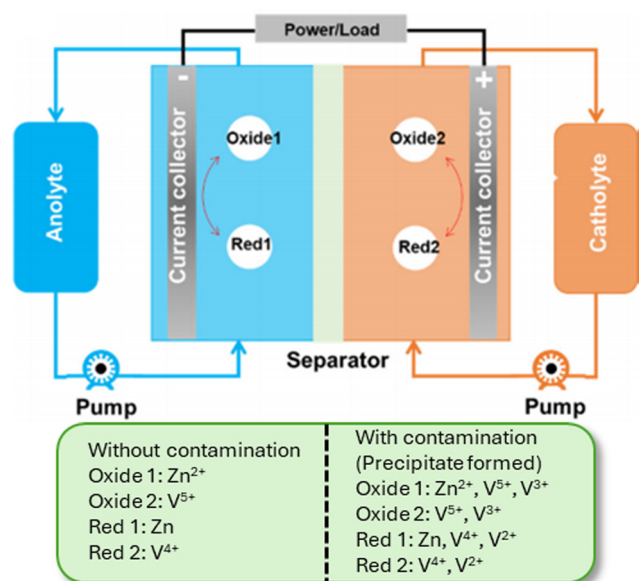 Power/Load
-
+
Anolyte
Current collector
Oxide1
Red1
Oxide2
Red2
Current collector
Catholyte
Separator
Pump
Pump
Without contamination
Oxide 1: Zn²⁺
Oxide 2: V⁵⁺
Red 1: Zn
Red 2: V⁴⁺
With contamination
(Precipitate formed)
Oxide 1: Zn²⁺, V⁵⁺, V³⁺
Oxide 2: V⁵⁺, V³⁺
Red 1: Zn, V⁴⁺, V²⁺
Red 2: V⁴⁺, V²⁺